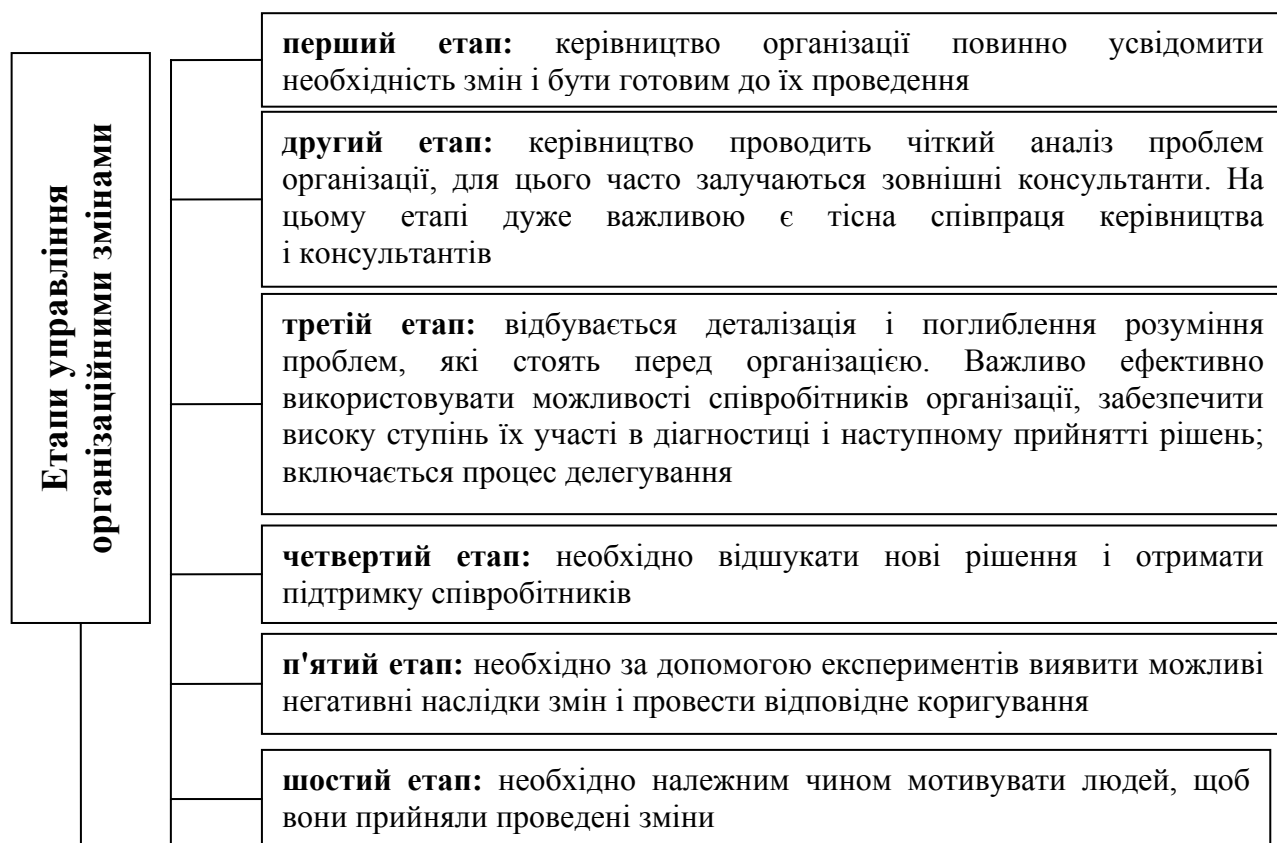 Етапи управління
організаційними змінами
перший етап: керівництво організації повинно усвідомити
необхідність змін і бути готовим до їх проведення
другий етап: керівництво проводить чіткий аналіз проблем
організації, для цього часто залучаються зовнішні консультанти. На
цьому етапі дуже важливою є тісна співпраця керівництва
і консультантів
третій етап: відбувається деталізація і поглиблення розуміння
проблем, які стоять перед організацією. Важливо ефективно
використовувати можливості співробітників організації, забезпечити
високу ступінь їх участі в діагностиці і наступному прийнятті рішень;
включається процес делегування
четвертий етап: необхідно відшукати нові рішення і отримати
підтримку співробітників
п'ятий етап: необхідно за допомогою експериментів виявити можливі
негативні наслідки змін і провести відповідне коригування
шостий етап: необхідно належним чином мотивувати людей, щоб
вони прийняли проведені зміни